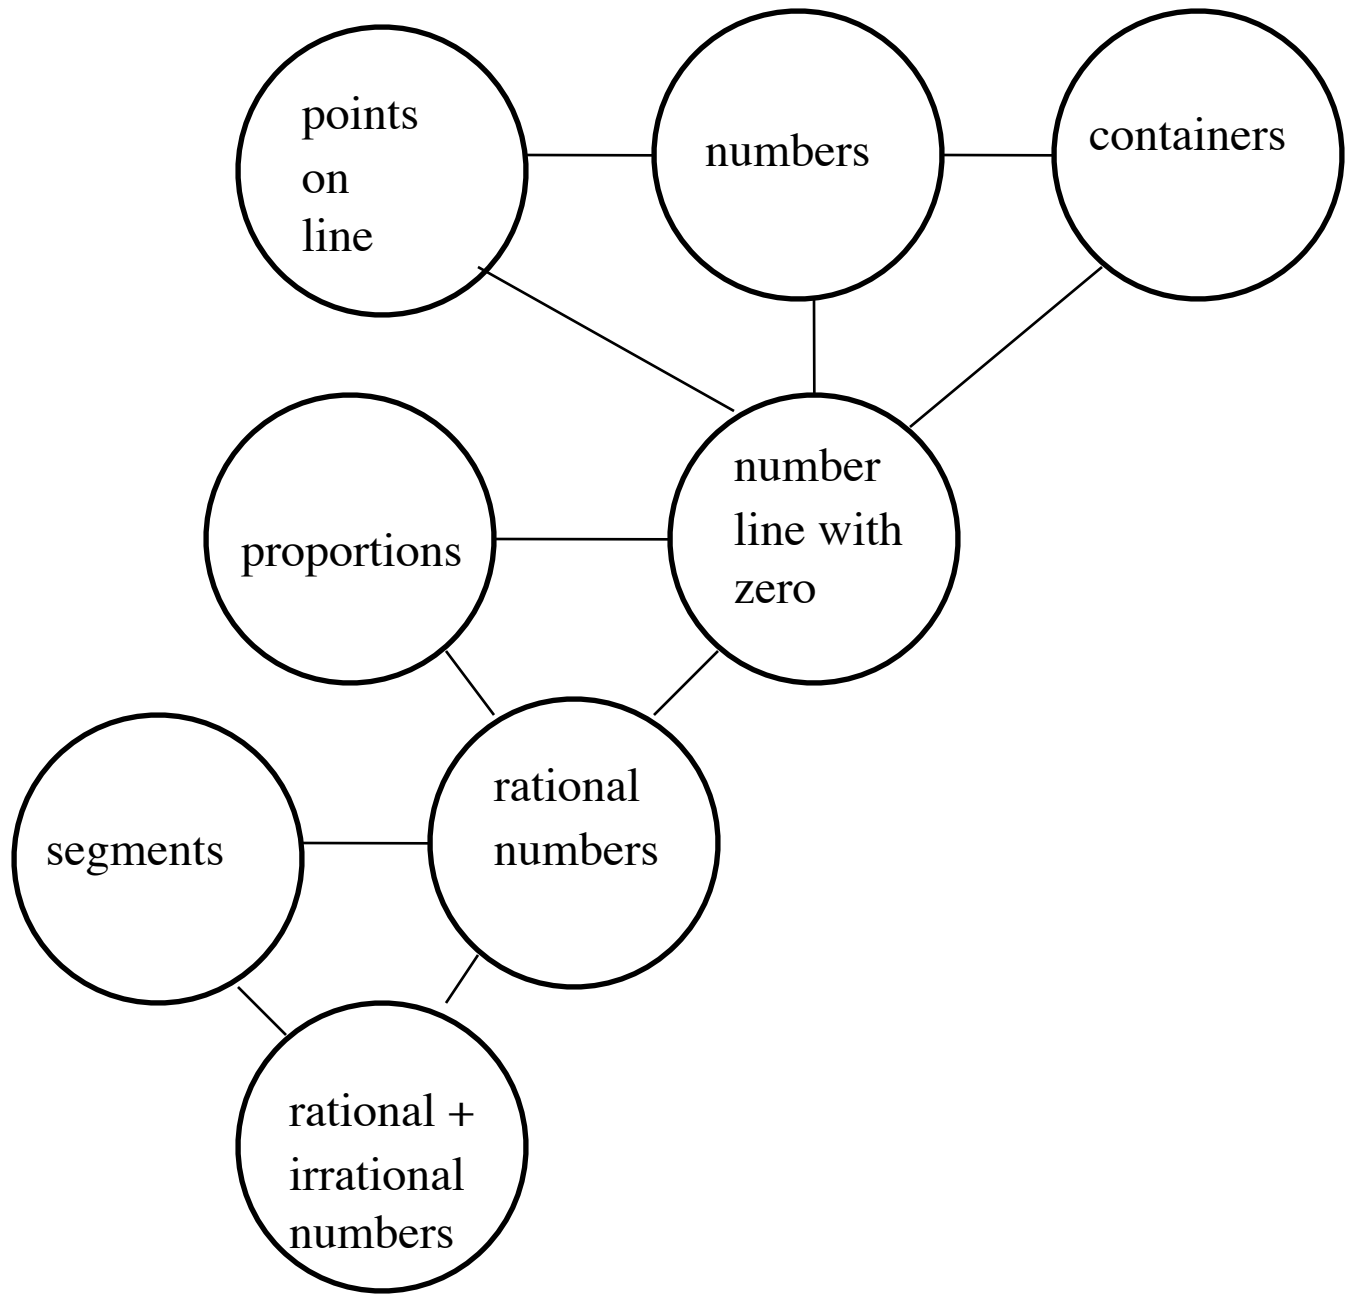 points
on
line
numbers
containers
proportions
number
line with
zero
segments
rational
numbers
rational +
irrational
numbers